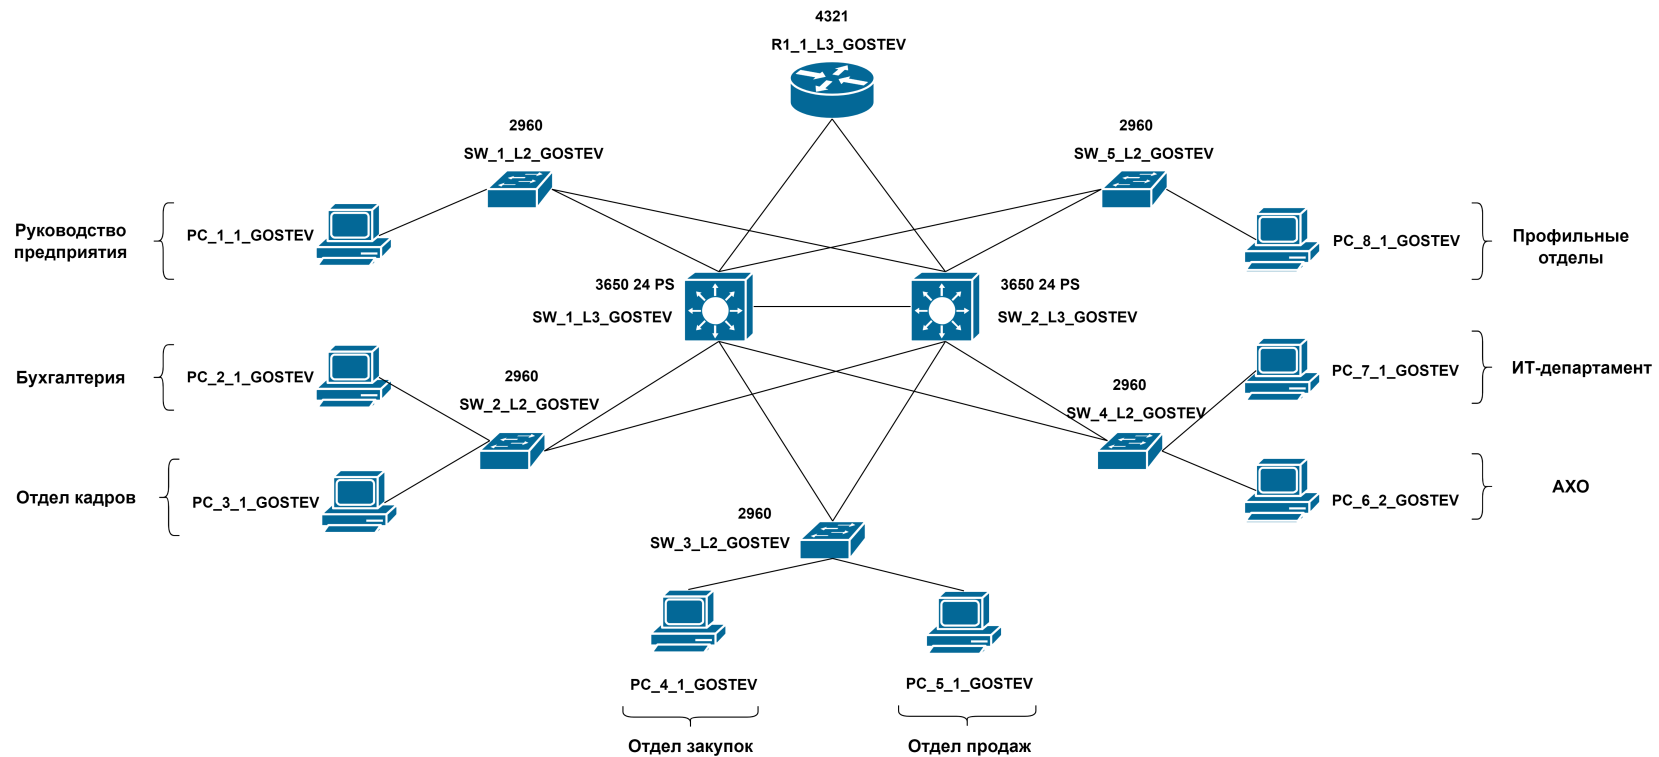 4321
R1_1_L3_GOSTEV
2960
SW_1_L2_GOSTEV
2960
SW_5_L2_GOSTEV
Руководство
предприятия
PC_1_1_GOSTEV
PC_8_1_GOSTEV
Профильные
отделы
3650 24 PS
SW_1_L3_GOSTEV
3650 24 PS
SW_2_L3_GOSTEV
Бухгалтерия
PC_2_1_GOSTEV
2960
SW_2_L2_GOSTEV
2960
SW_4_L2_GOSTEV
PC_7_1_GOSTEV
ИТ-департамент
Отдел кадров
PC_3_1_GOSTEV
PC_6_2_GOSTEV
АХО
2960
SW_3_L2_GOSTEV
PC_4_1_GOSTEV
PC_5_1_GOSTEV
Отдел закупок
Отдел продаж